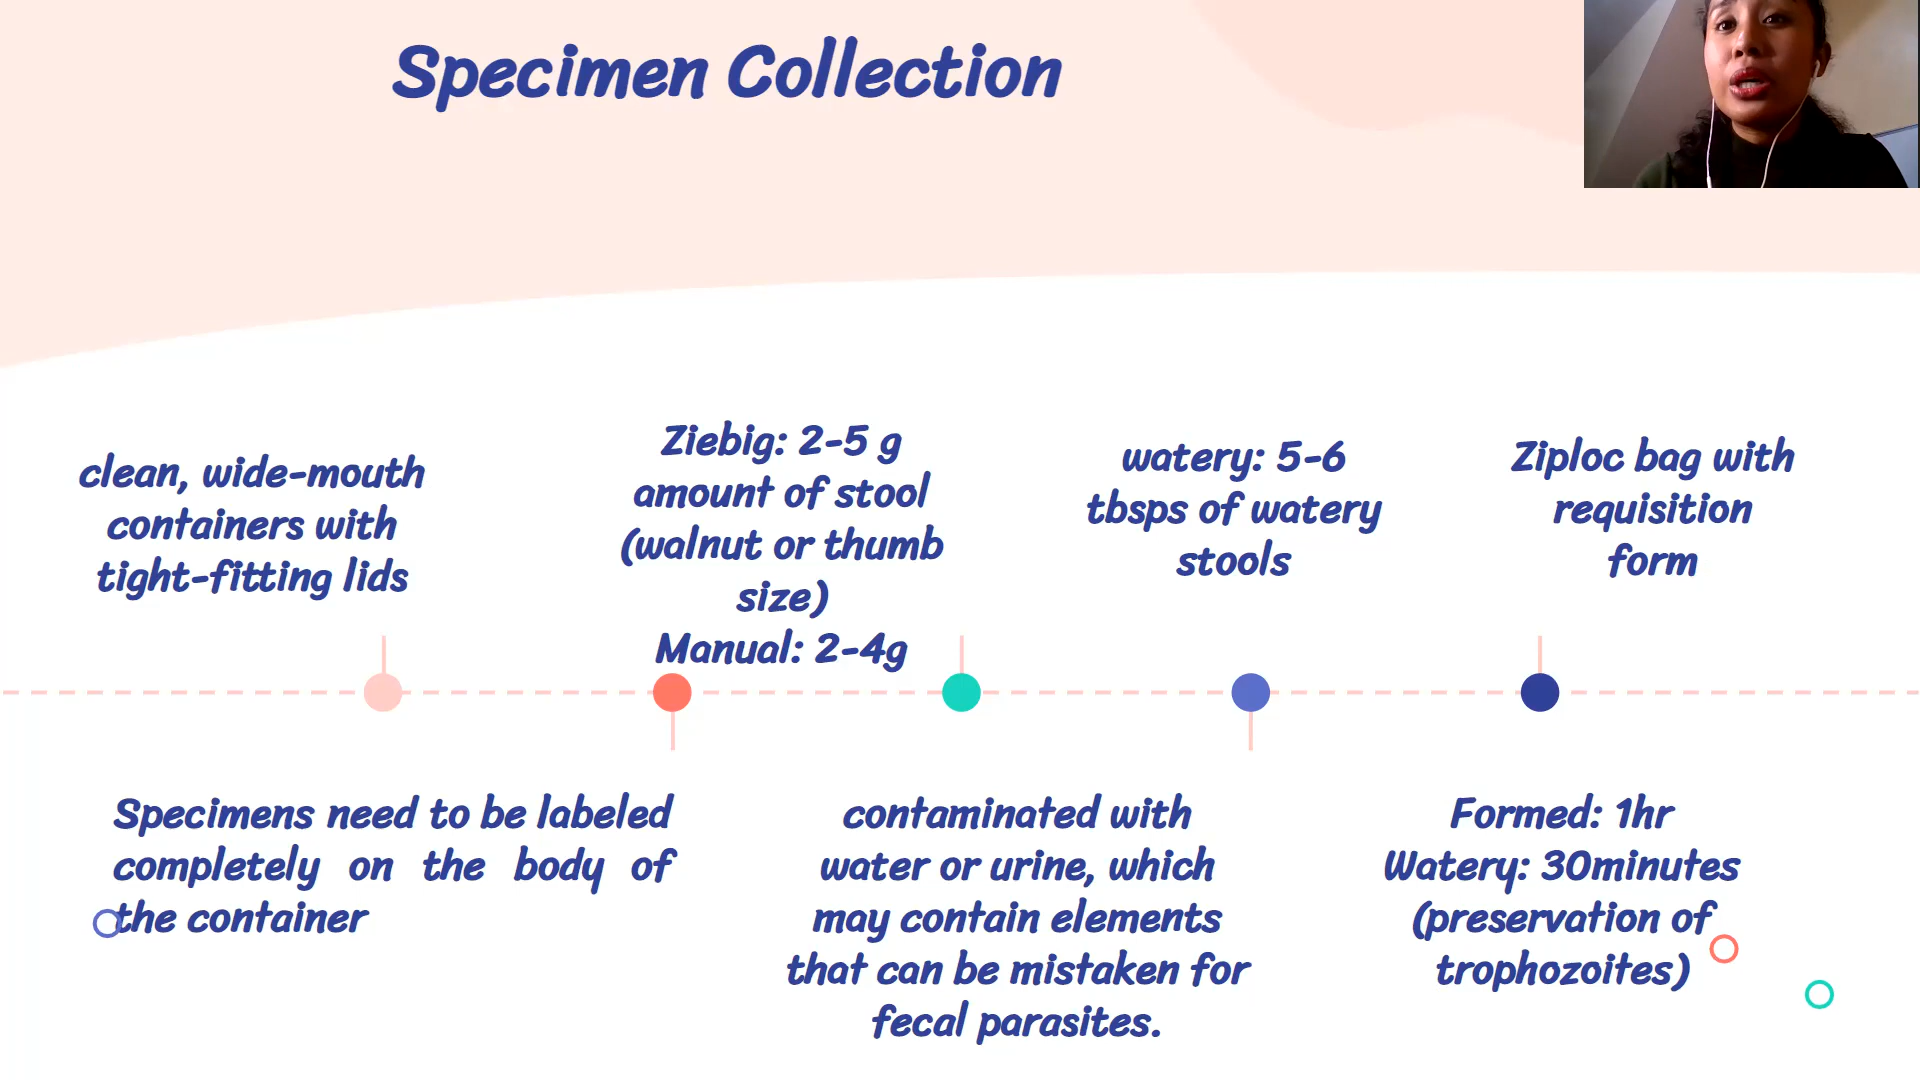 Specimen Collection
clean, wide-mouth
containers with
tight-fitting lids
Ziebig: 2-5 g
amount of stool
(walnut or thumb
size)
Manual: 2-4g
watery: 5-6
tbsps of watery
stools
Ziploc bag with
requisition
form
Specimens need to be labeled
completely on the body of
the container
contaminated with
water or urine, which
may contain elements
that can be mistaken for
fecal parasites.
Formed: 1hr
Watery: 30minutes
(preservation of
trophozoites)